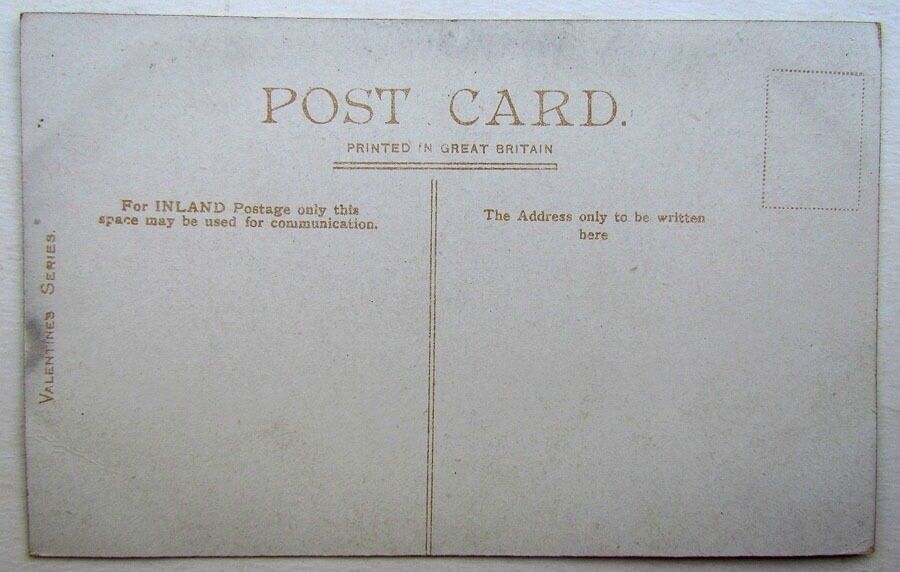 POST CARD.
PRINTED IN GREAT BRITAIN
For INLAND Postage only this
space may be used for communication.
The Address only to be written
here
VALENTINE'S SERIES.